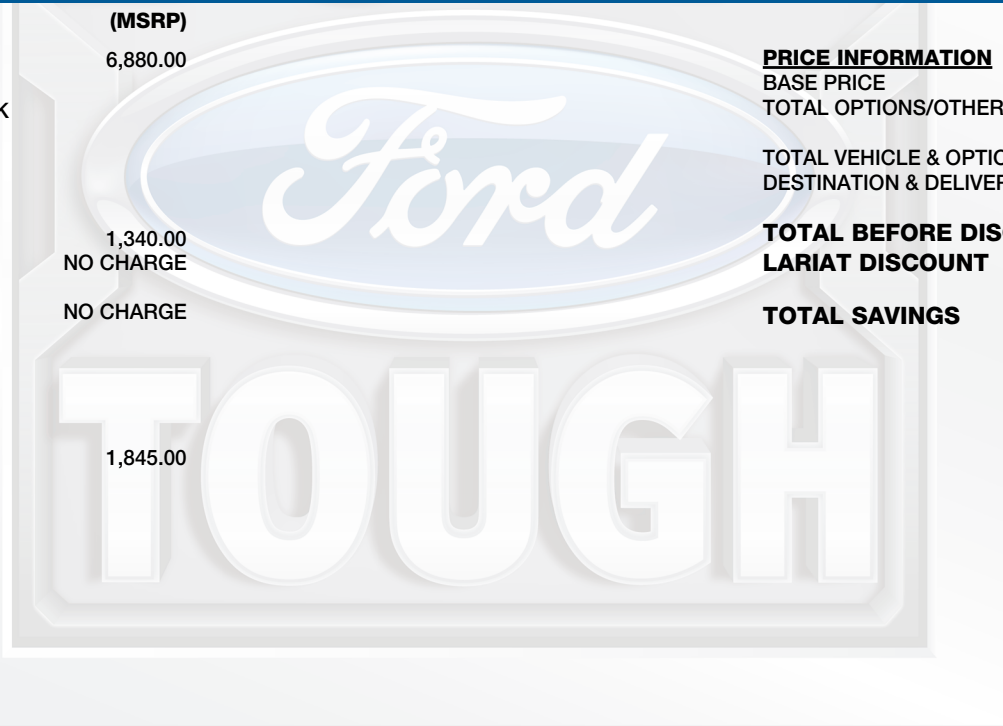 (MSRP)
6,880.00
K
1,340.00
NO CHARGE
NO CHARGE
1,845.00
PRICE INFORMATION
BASE PRICE
TOTAL OPTIONS/OTHER
TOTAL VEHICLE & OPTIO
DESTINATION & DELIVER
TOTAL BEFORE DISC
LARIAT DISCOUNT
TOTAL SAVINGS
Ford
TOUGH